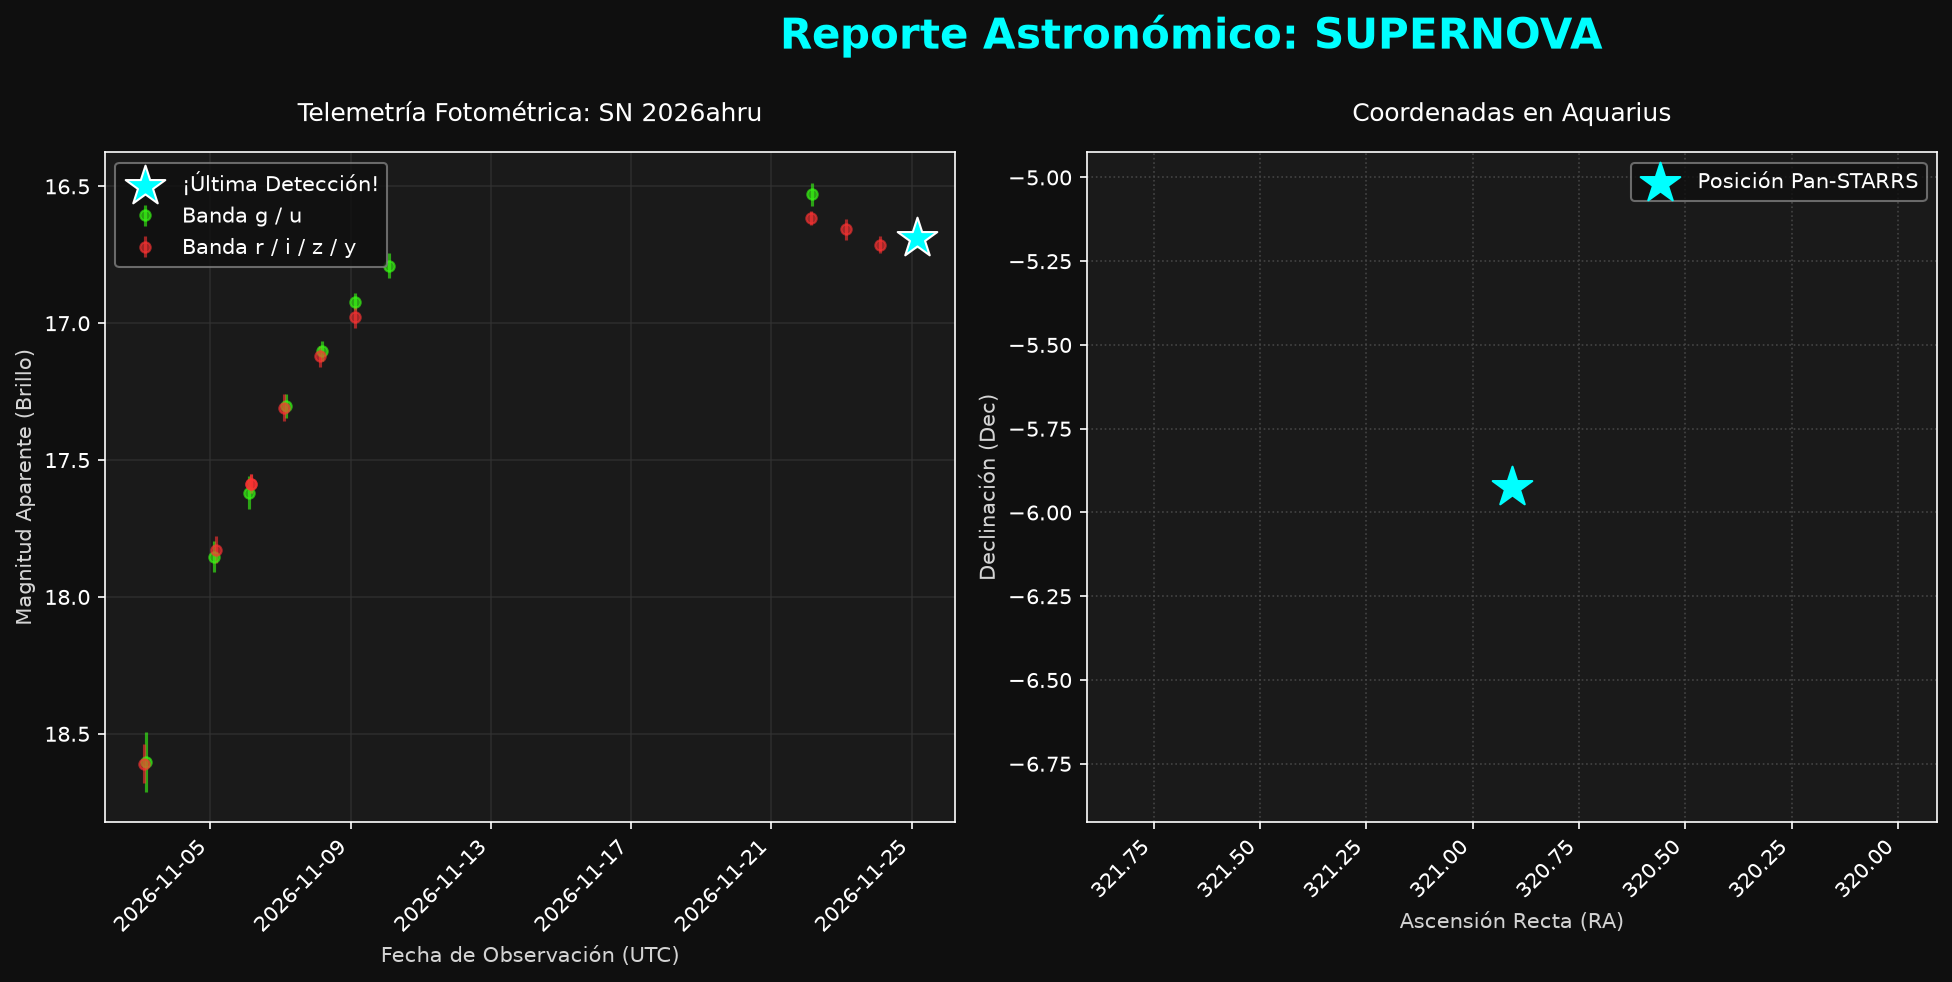 Reporte Astronómico: SUPERNOVA
Telemetría Fotométrica: SN 2026ahru
¡Última Detección!
Banda g / u
Banda r / i / z / y
Magnitud Aparente (Brillo)
16.5
17.0
17.5
18.0
18.5
2026-11-05
2026-11-09
2026-11-13
2026-11-17
2026-11-21
2026-11-25
Fecha de Observación (UTC)
Coordenadas en Aquarius
Posición Pan-STARRS
Declinación (Dec)
−5.00
−5.25
−5.50
−5.75
−6.00
−6.25
−6.50
−6.75
321.75
321.50
321.25
321.00
320.75
320.50
320.25
320.00
Ascensión Recta (RA)